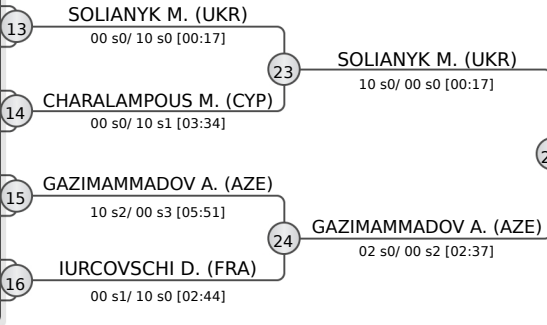 13
SOLIANYK M. (UKR)
00 s0/ 10 s0 [00:17]
23
SOLIANYK M. (UKR)
10 s0/ 00 s0 [00:17]
14
CHARALAMPOUS M. (CYP)
00 s0/ 10 s1 [03:34]
15
GAZIMAMMADOV A. (AZE)
10 s2/ 00 s3 [05:51]
24
GAZIMAMMADOV A. (AZE)
02 s0/ 00 s2 [02:37]
16
IURCOVSCHI D. (FRA)
00 s1/ 10 s0 [02:44]